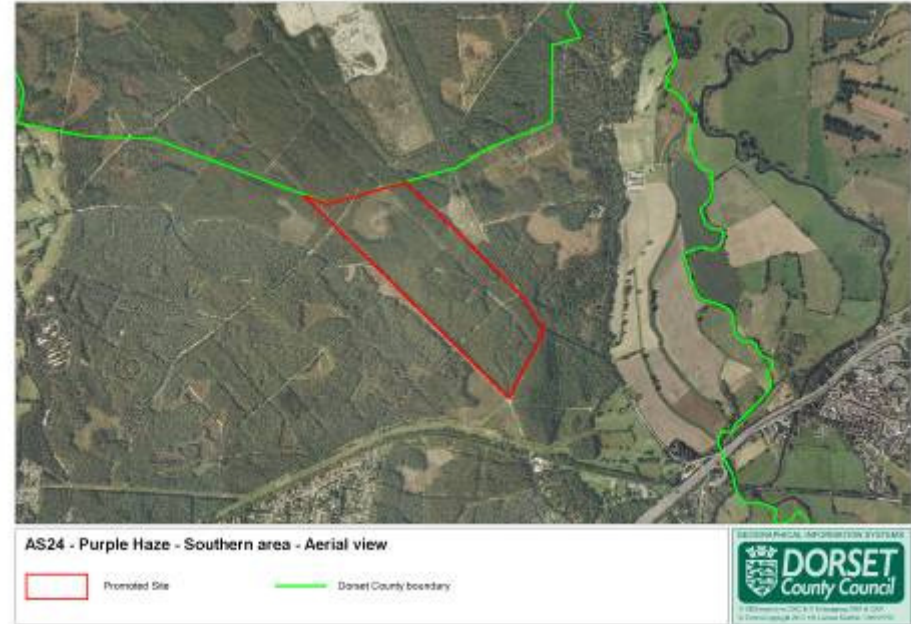 AS24 - Purple Haze - Southern area - Aerial view
Promoted Site
Dorset County boundary
GEOGRAPHICAL INFORMATION SYSTEMS
DORSET
County Council